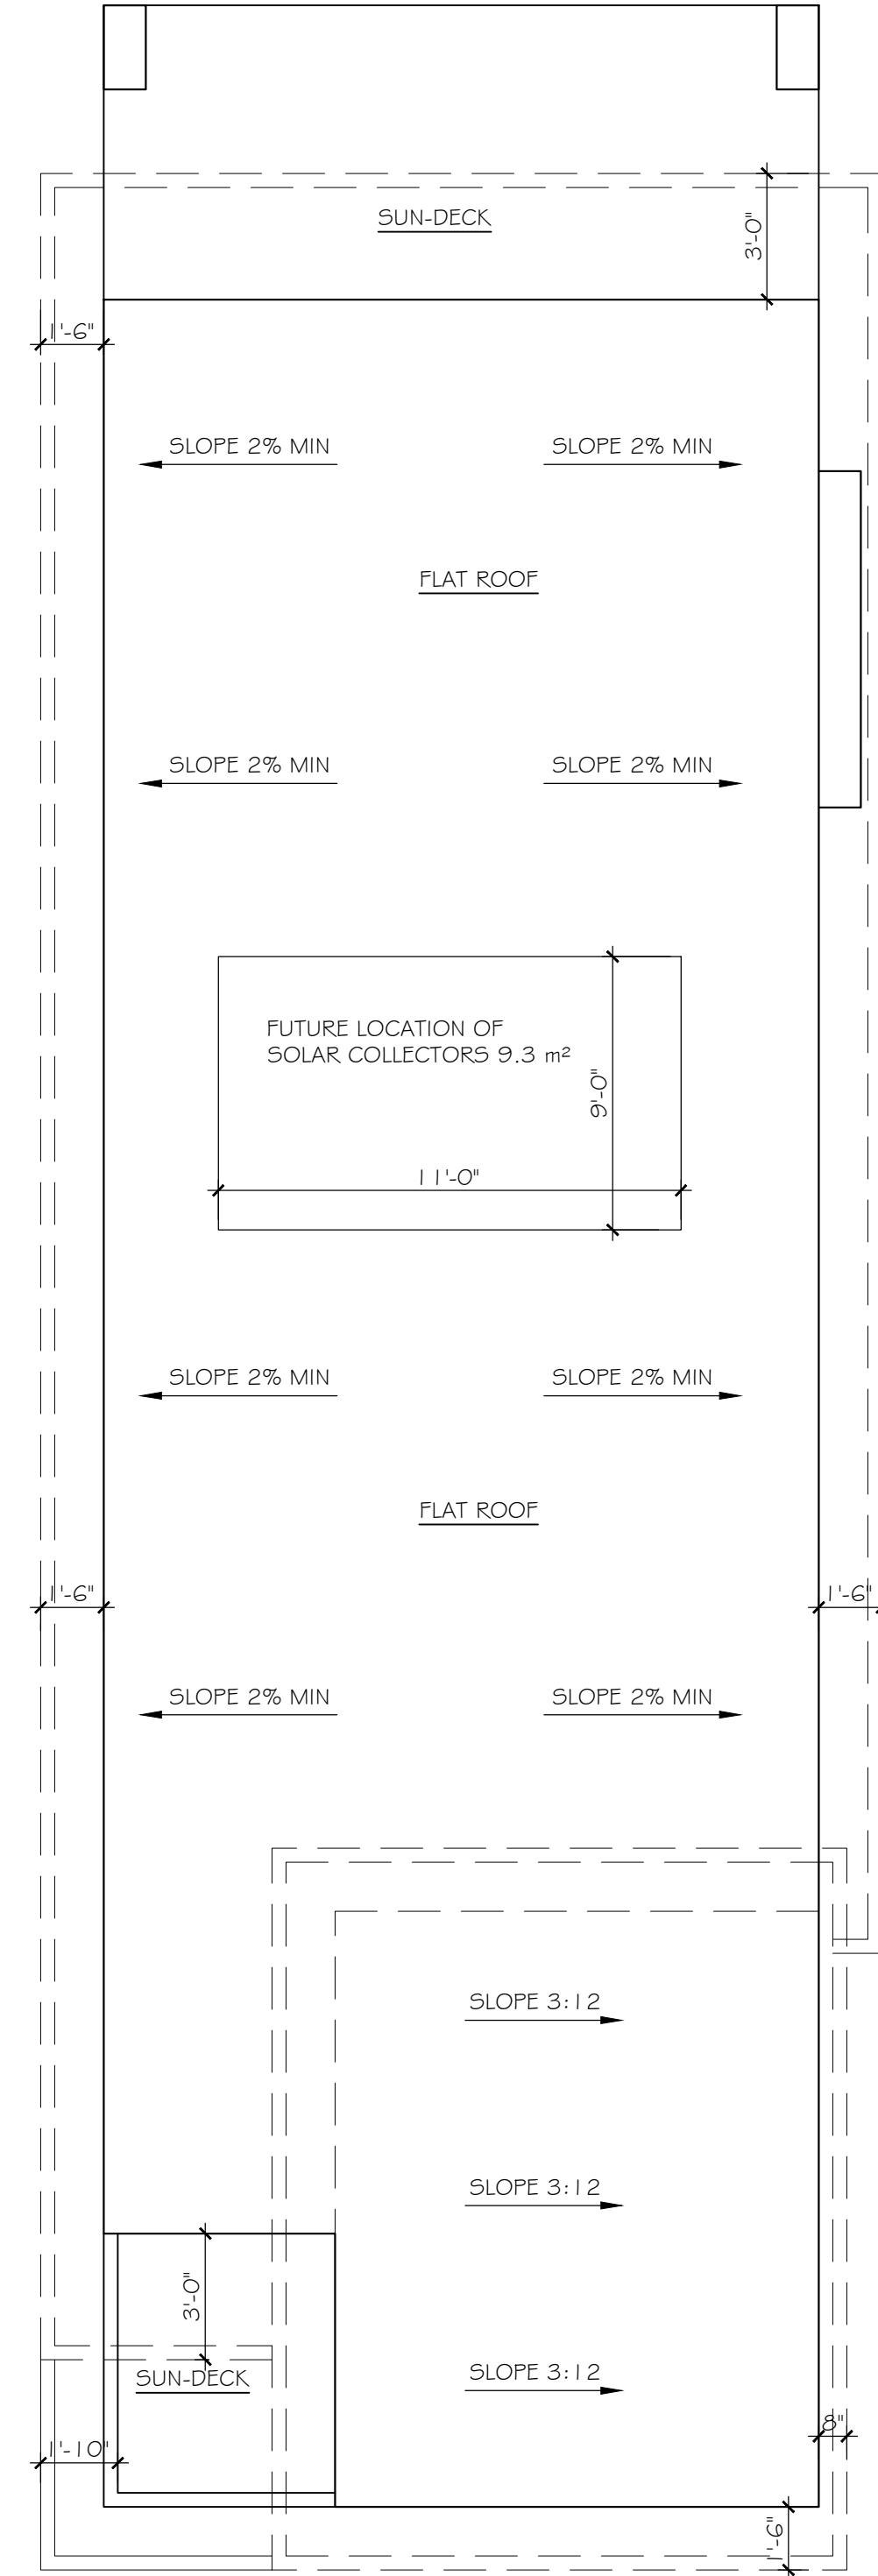 SUN-DECK
3'-0"
1'-6"
SLOPE 2% MIN
SLOPE 2% MIN
FLAT ROOF
SLOPE 2% MIN
SLOPE 2% MIN
FUTURE LOCATION OF
SOLAR COLLECTORS 9.3 m²
9'-0"
11'-0"
SLOPE 2% MIN
SLOPE 2% MIN
FLAT ROOF
1'-6"
1'-6"
SLOPE 2% MIN
SLOPE 2% MIN
SLOPE 3:12
SLOPE 3:12
3'-0"
SUN-DECK
SLOPE 3:12
8"
1'-10"
1'-6"